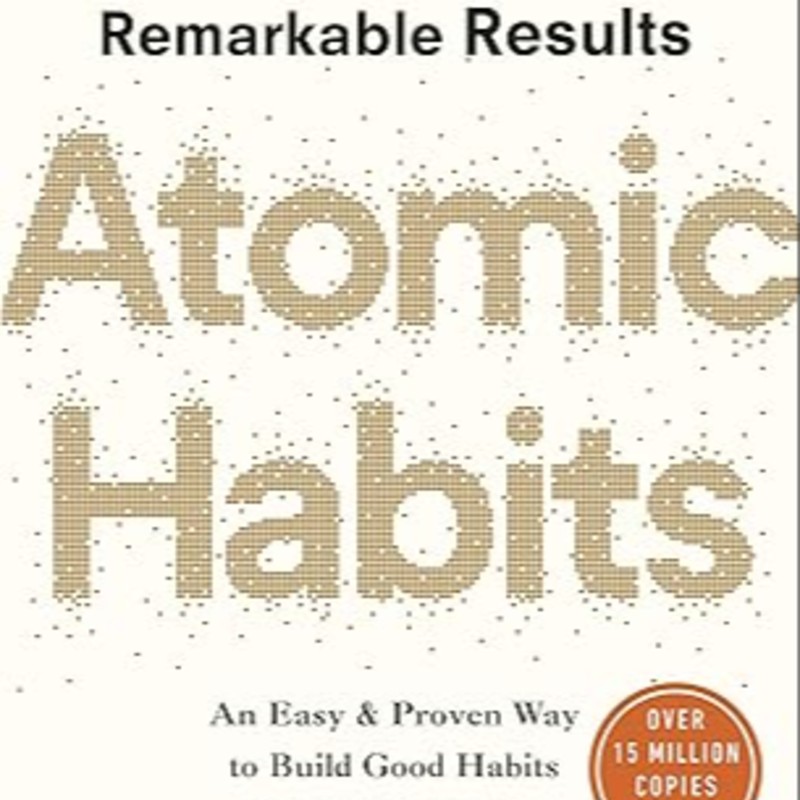 Remarkable Results
Atomic
Habits
An Easy & Proven Way
to Build Good Habits
OVER
15 MILLION
COPIES